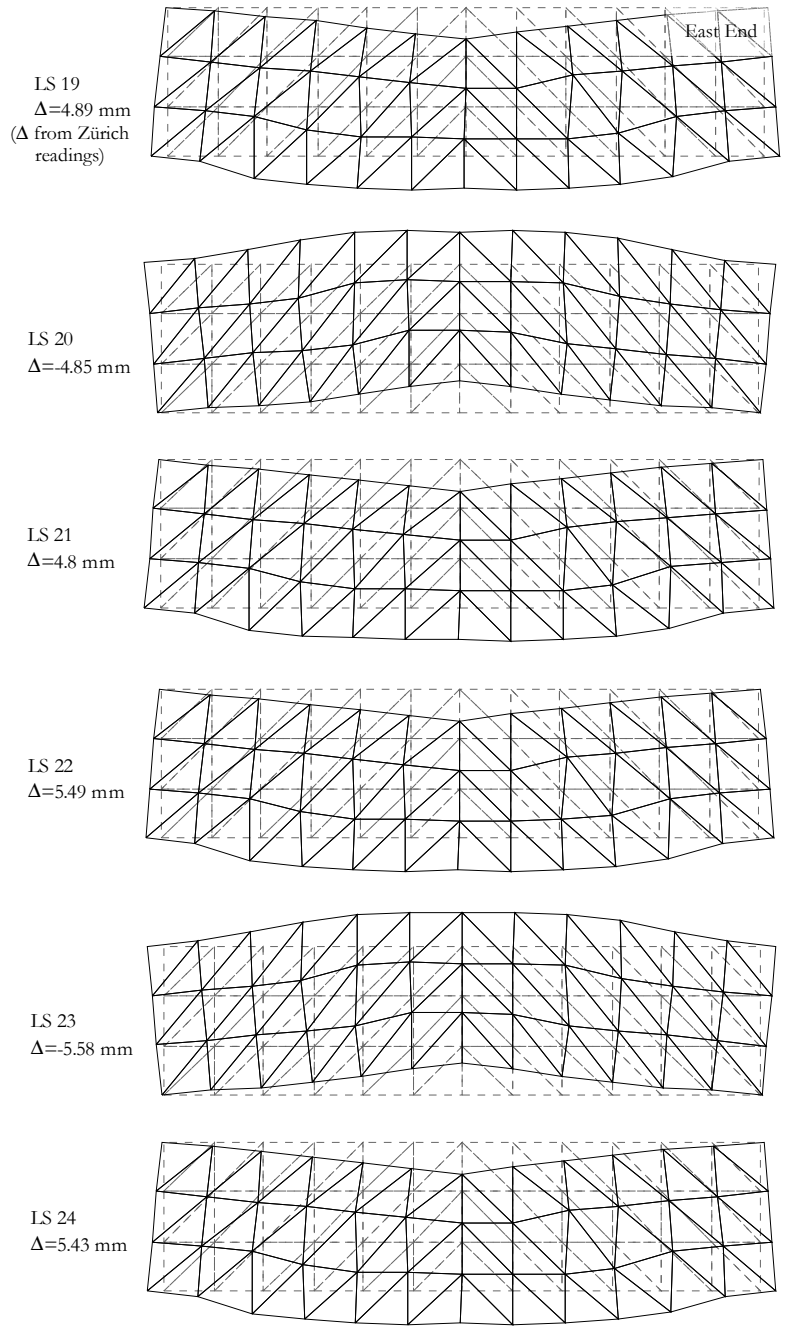 East End
LS 19
Δ=4.89 mm
(Δ from Zürich
readings)
LS 20
Δ=-4.85 mm
LS 21
Δ=4.8 mm
LS 22
Δ=5.49 mm
LS 23
Δ=-5.58 mm
LS 24
Δ=5.43 mm